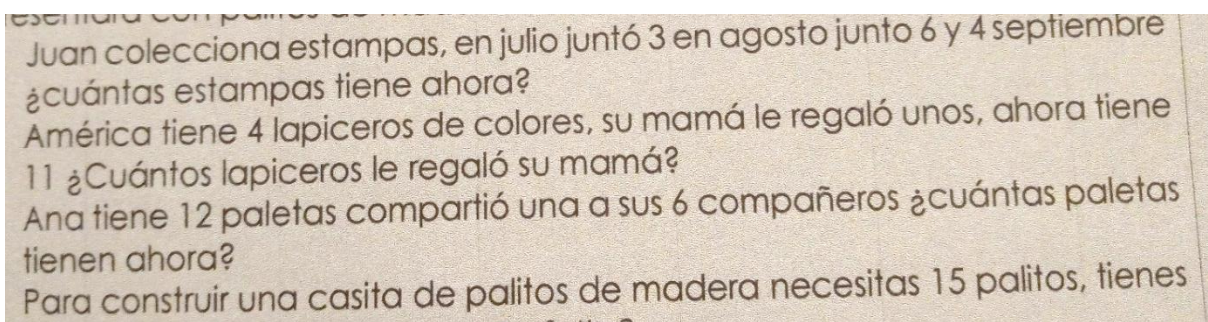 Juan colecciona estampas, en julio juntó 3 en agosto junto 6 y 4 septiembre
¿cuántas estampas tiene ahora?
América tiene 4 lapiceros de colores, su mamá le regaló unos, ahora tiene
11 ¿Cuántos lapiceros le regaló su mamá?
Ana tiene 12 paletas compartió una a sus 6 compañeros ¿cuántas paletas
tienen ahora?
Para construir una casita de palitos de madera necesitas 15 palitos, tienes